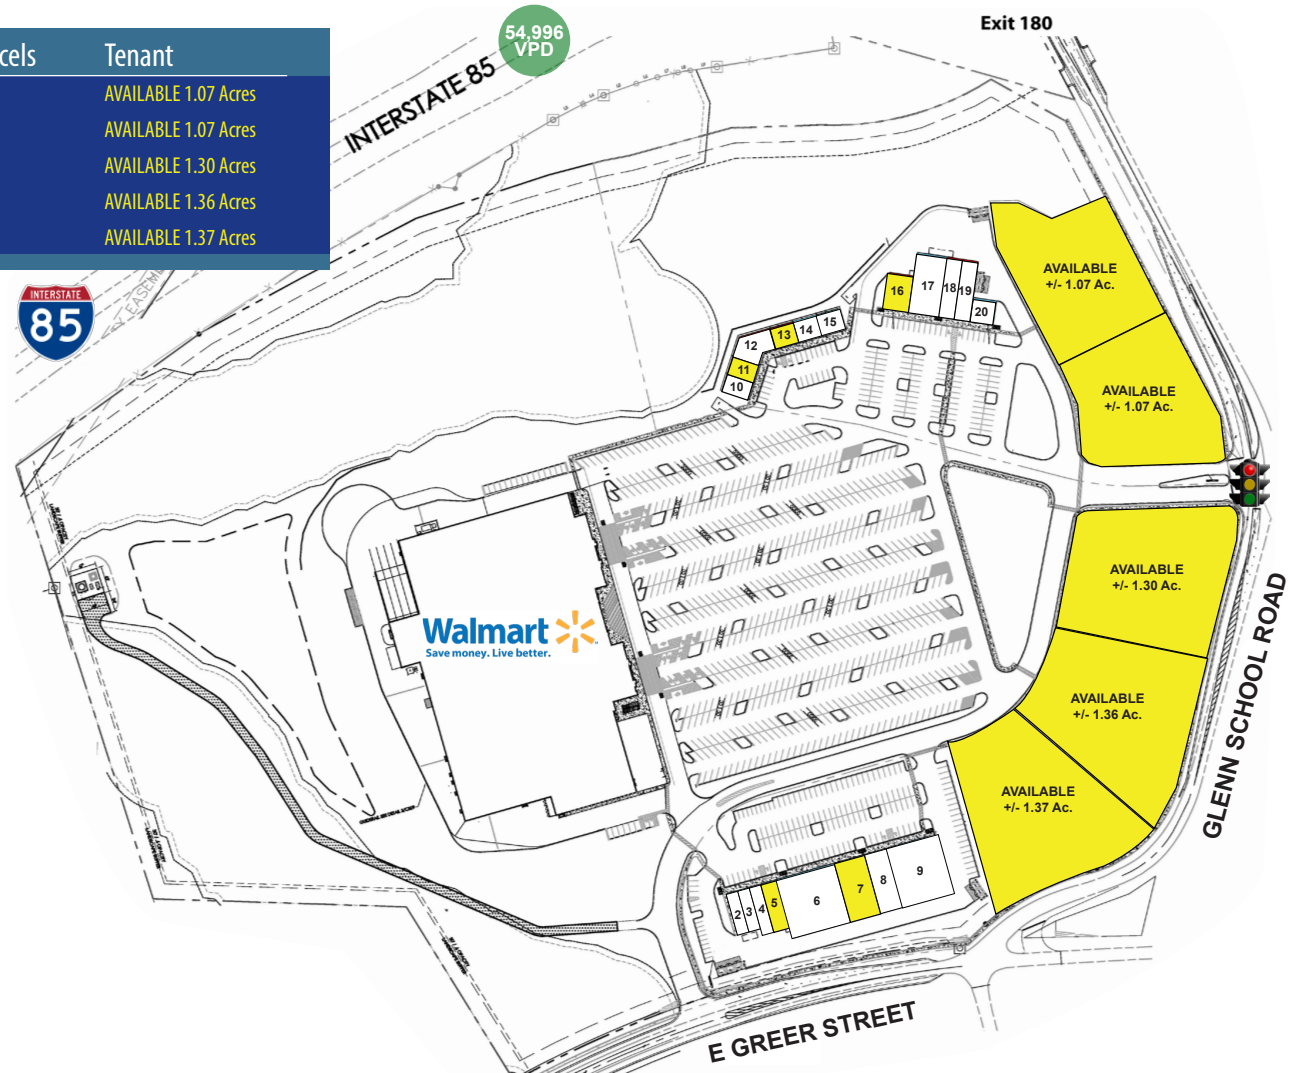 cels Tenant
AVAILABLE 1.07 Acres
AVAILABLE 1.07 Acres
AVAILABLE 1.30 Acres
AVAILABLE 1.36 Acres
AVAILABLE 1.37 Acres
54,996
VPD
Exit 180
INTERSTATE 85
INTERSTATE
85
AVAILABLE
+/- 1.07 Ac.
16
17
18
19
20
12
13
14
15
11
10
AVAILABLE
+/- 1.07 Ac.
AVAILABLE
+/- 1.30 Ac.
Walmart
Save money. Live better.
AVAILABLE
+/- 1.36 Ac.
GLENN SCHOOL ROAD
AVAILABLE
+/- 1.37 Ac.
2
3
4
5
6
7
8
9
E GREER STREET